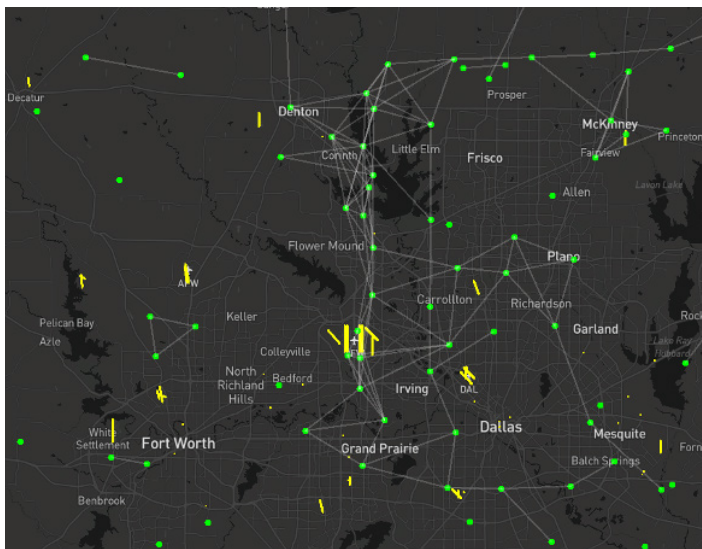 Decatur
Denton
Prosper
McKinney
Princeton
Corinth
Little Elm
Frisco
Fairview
Lavon Lake
Allen
Flower Mound
Plano
AFW
Carrollton
Richardson
Pelican Bay
Keller
Garland
Azle
Colleyville
Lake Ray
Hubbard
North
Richland
Hills
Bedford
Irving
DAL
White
Settlement
Fort Worth
Dallas
Mesquite
Grand Prairie
Balch Springs
Benbrook